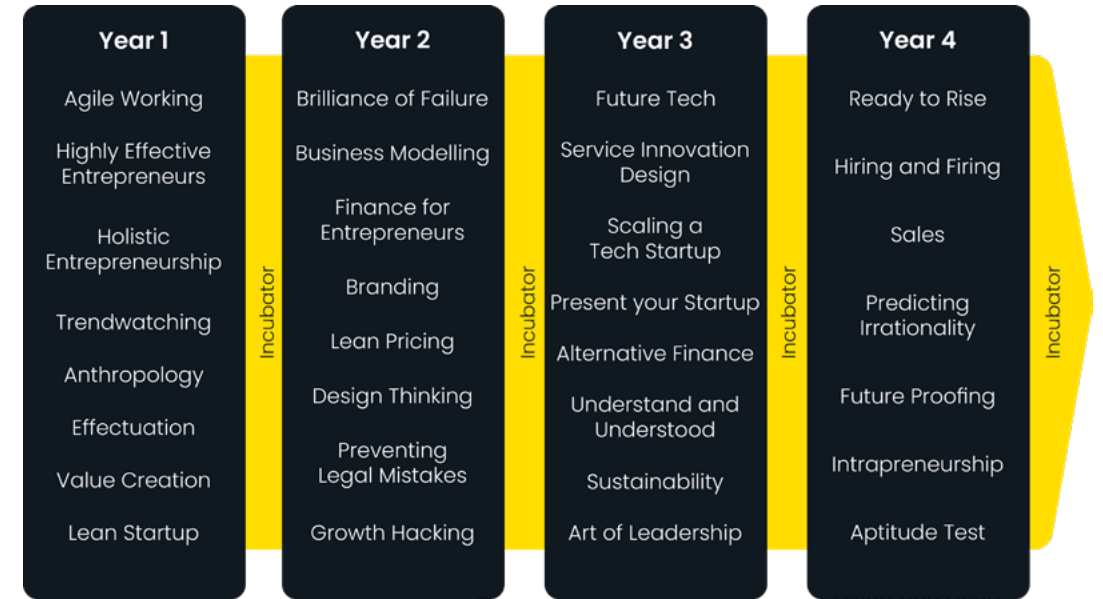 Year 1
Agile Working
Highly Effective
Entrepreneurs
Holistic
Entrepreneurship
Trendwatching
Anthropology
Effectuation
Value Creation
Lean Startup
Incubator
Year 2
Brilliance of Failure
Business Modelling
Finance for
Entrepreneurs
Branding
Lean Pricing
Design Thinking
Preventing
Legal Mistakes
Growth Hacking
Incubator
Year 3
Future Tech
Service Innovation
Design
Scaling a
Tech Startup
Present your Startup
Alternative Finance
Understand and
Understood
Sustainability
Art of Leadership
Incubator
Year 4
Ready to Rise
Hiring and Firing
Sales
Predicting
Irrationality
Future Proofing
Intrapreneurship
Aptitude Test
Incubator